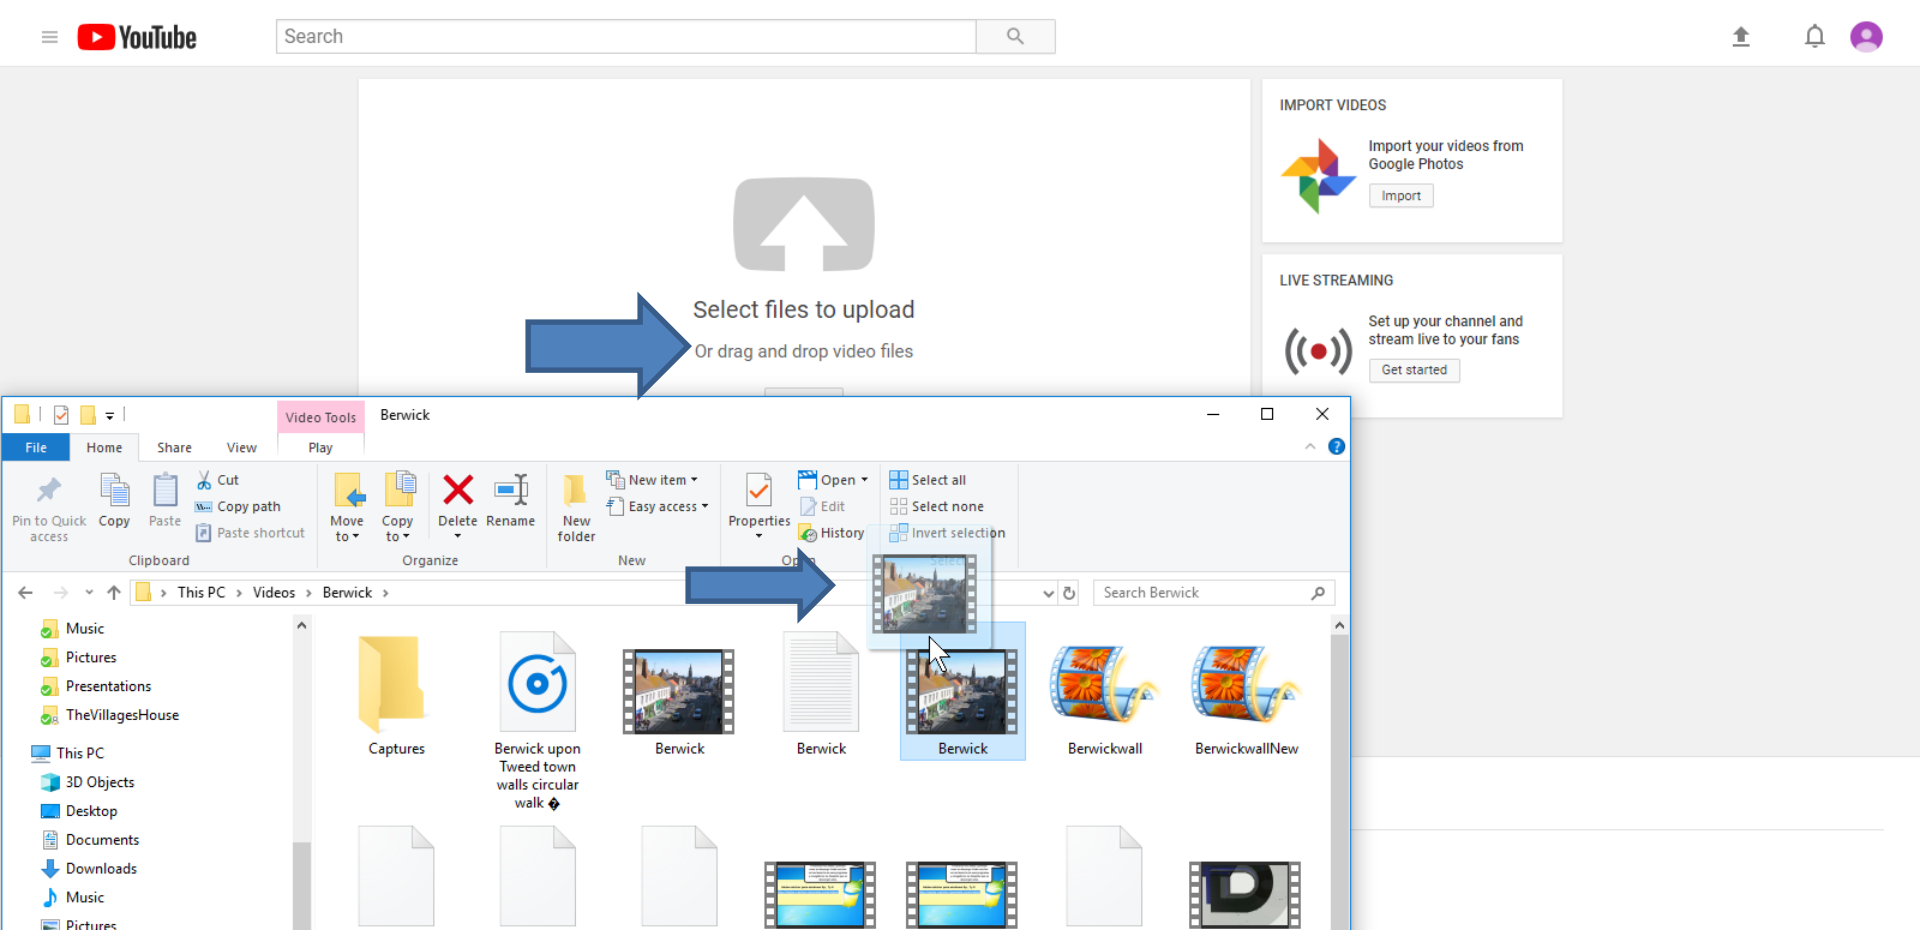 YouTube
Search
IMPORT VIDEOS
Import your videos from
Google Photos
Import
LIVE STREAMING
Set up your channel and
stream live to your fans
Get started
Select files to upload
Or drag and drop video files
Video Tools
Berwick
File
Home
Share
View
Play
Pin to Quick
access
Copy
Paste
Cut
Copy path
Paste shortcut
Clipboard
Move
to
Copy
to
Delete
Rename
Organize
New
folder
New item
Easy access
New
Properties
Open
Edit
History
Open
Select all
Select none
Invert selection
Select
This PC
Videos
Berwick
Search Berwick
Music
Pictures
Presentations
TheVillagesHouse
This PC
3D Objects
Desktop
Documents
Downloads
Music
Pictures
Captures
Berwick upon
Tweed town
walls circular
walk �
Berwick
Berwick
Berwick
Berwickwall
BerwickwallNew